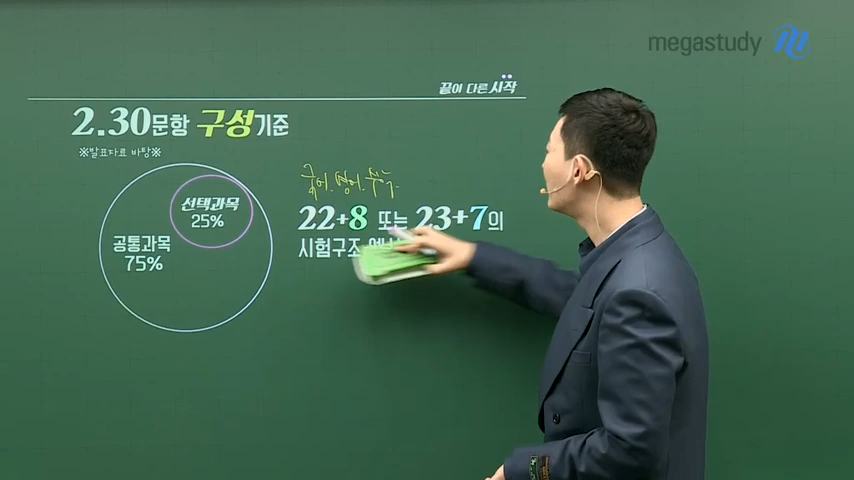 megastudy
끝이 다른 시작
2.30문항 구성기준
※발표자료 바탕※
선택과목
25%
공통과목
75%
국어.영어.
22+8 또는 23+7의
시험구조